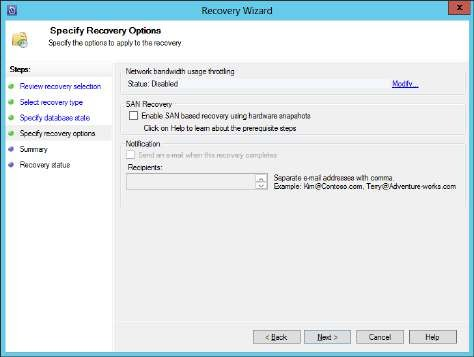 Recovery Wizard
x
Specify Recovery Options
Specify the options to apply to the recovery
Steps:
Review recovery selection
Select recovery type
Specify database state
Specify recovery options
Summary
Recovery status
Network bandwidth usage throttling
Status: Disabled
Modify...
SAN Recovery
Enable SAN based recovery using hardware snapshots
Click on Help to learn about the prerequisite steps
Notification
Send an e-mail when this recovery completes
Recipients:
Separate e-mail addresses with comma.
Example: Kim@Contoso.com, Terry@Adventure-works.com
< Back
Next >
Cancel
Help